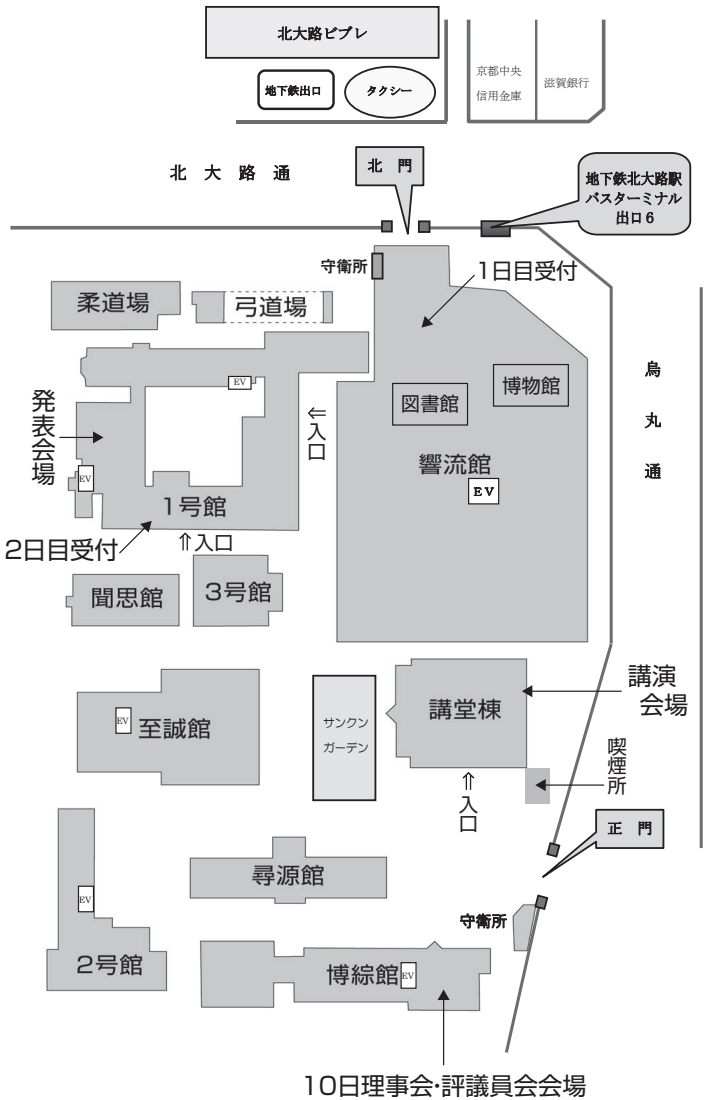 北大路ビブレ
地下鉄出口
タクシー
京都中央
信用金庫
滋賀銀行
北大路通
北門
地下鉄北大路駅
バスターミナル
出口6
守衛所
1日目受付
柔道場
弓道場
博物館
図書館
烏丸通
EV
発表会場
⇐入口
響流館
EV
EV
1号館
2日目受付
⇑入口
聞思館
3号館
講演
会場
サンクン
ガーデン
講堂棟
EV
至誠館
⇑入口
喫煙所
正門
尋源館
EV
守衛所
2号館
博綜館
EV
10日理事会・評議員会会場